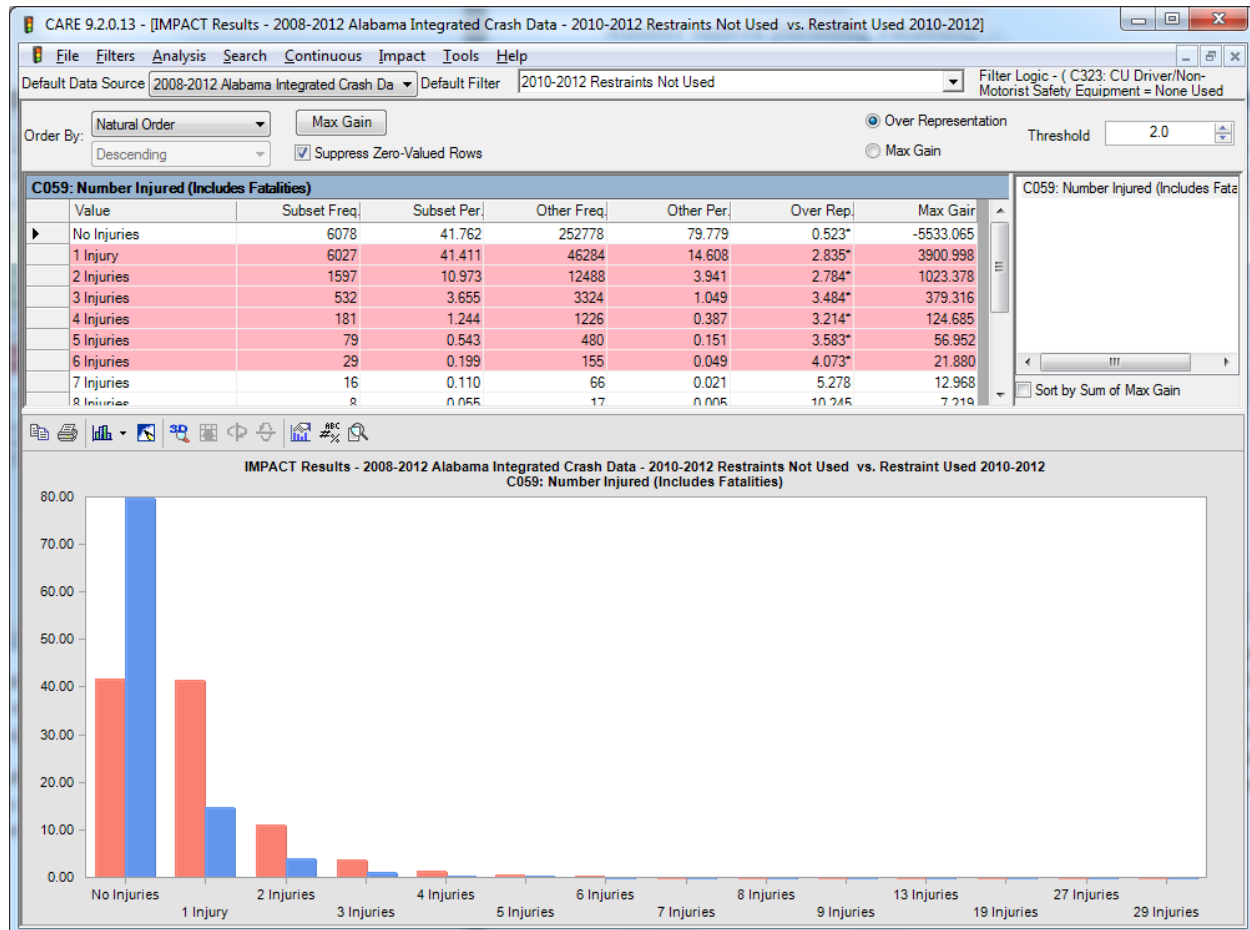 CARE 9.2.0.13 - [IMPACT Results - 2008-2012 Alabama Integrated Crash Data - 2010-2012 Restraints Not Used vs. Restraint Used 2010-2012]
File Filters Analysis Search Continuous Impact Tools Help
Default Data Source 2008-2012 Alabama Integrated Crash Da Default Filter 2010-2012 Restraints Not Used Filter Logic - ( C323: CU Driver/Non-
Motorist Safety Equipment = None Used
Order By: Natural Order Max Gain Over Representation Threshold 2.0
Descending Suppress Zero-Valued Rows Max Gain
C059: Number Injured (Includes Fatalities) C059: Number Injured (Includes Fata
Value Subset Freq. Subset Per. Other Freq. Other Per. Over Rep. Max Gain
No Injuries 6078 41.762 252778 79.779 0.523* -5533.065
1 Injury 6027 41.411 46284 14.608 2.835* 3900.998
2 Injuries 1597 10.973 12488 3.941 2.784* 1023.378
3 Injuries 532 3.655 3324 1.049 3.484* 379.316
4 Injuries 181 1.244 1226 0.387 3.214* 124.685
5 Injuries 79 0.543 480 0.151 3.583* 56.952
6 Injuries 29 0.199 155 0.049 4.073* 21.880
7 Injuries 16 0.110 66 0.021 5.278 12.968
8 Injuries 8 0.055 17 0.005 10.245 7.219
Sort by Sum of Max Gain
3D ABC #%
IMPACT Results - 2008-2012 Alabama Integrated Crash Data - 2010-2012 Restraints Not Used vs. Restraint Used 2010-2012
C059: Number Injured (Includes Fatalities)
80.00
70.00
60.00
50.00
40.00
30.00
20.00
10.00
0.00
No Injuries 2 Injuries 4 Injuries 6 Injuries 8 Injuries 13 Injuries 27 Injuries
1 Injury 3 Injuries 5 Injuries 7 Injuries 9 Injuries 19 Injuries 29 Injuries